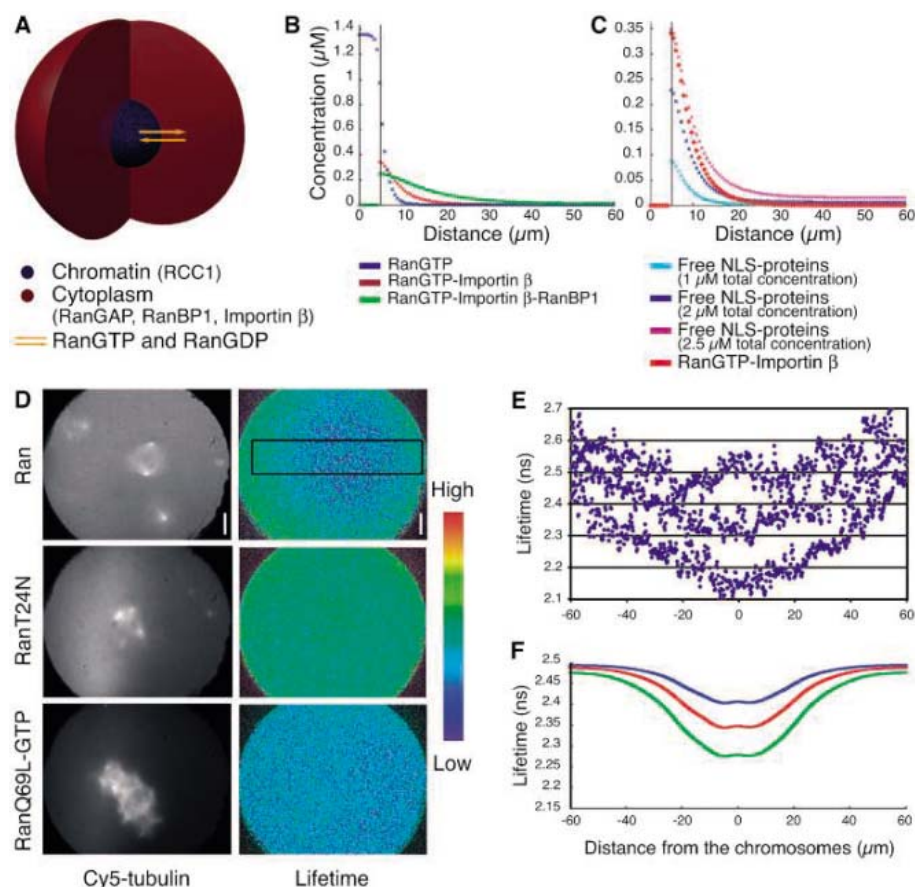 A
Chromatin (RCC1)
Cytoplasm
(RanGAP, RanBP1, Importin β)
RanGTP and RanGDP
B
Concentration (µM)
1.4
1.2
1
0.8
0.6
0.4
0.2
0
10 20 30 40 50 60
Distance (µm)
RanGTP
RanGTP-Importin β
RanGTP-Importin β-RanBP1
C
0.35
0.3
0.25
0.2
0.15
0.1
0.05
0
0 10 20 30 40 50 60
Distance (µm)
Free NLS-proteins
(1 µM total concentration)
Free NLS-proteins
(2 µM total concentration)
Free NLS-proteins
(2.5 µM total concentration)
RanGTP-Importin β
D
Ran
RanT24N
RanQ69L-GTP
Cy5-tubulin
Lifetime
High
Low
E
Lifetime (ns)
2.7
2.6
2.5
2.4
2.3
2.2
2.1
-60 -40 -20 0 20 40 60
F
Lifetime (ns)
2.5
2.45
2.4
2.35
2.3
2.25
2.2
2.15
-60 -40 -20 0 20 40 60
Distance from the chromosomes (µm)